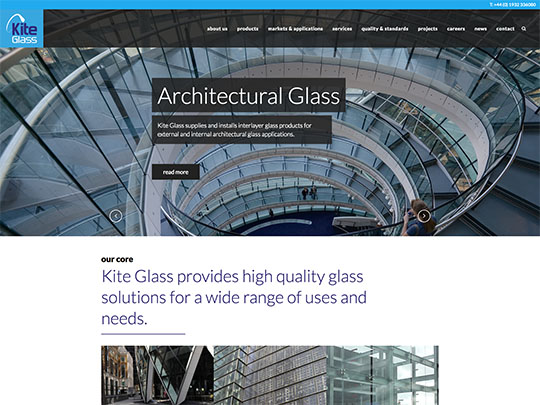 T: +44 (0) 1932 336080
Kite
Glass
about us products markets & applications services quality & standards projects careers news contact
Architectural Glass
Kite Glass supplies and installs interlayer glass products for
external and internal architectural glass applications.
read more
our core
Kite Glass provides high quality glass
solutions for a wide range of uses and
needs.